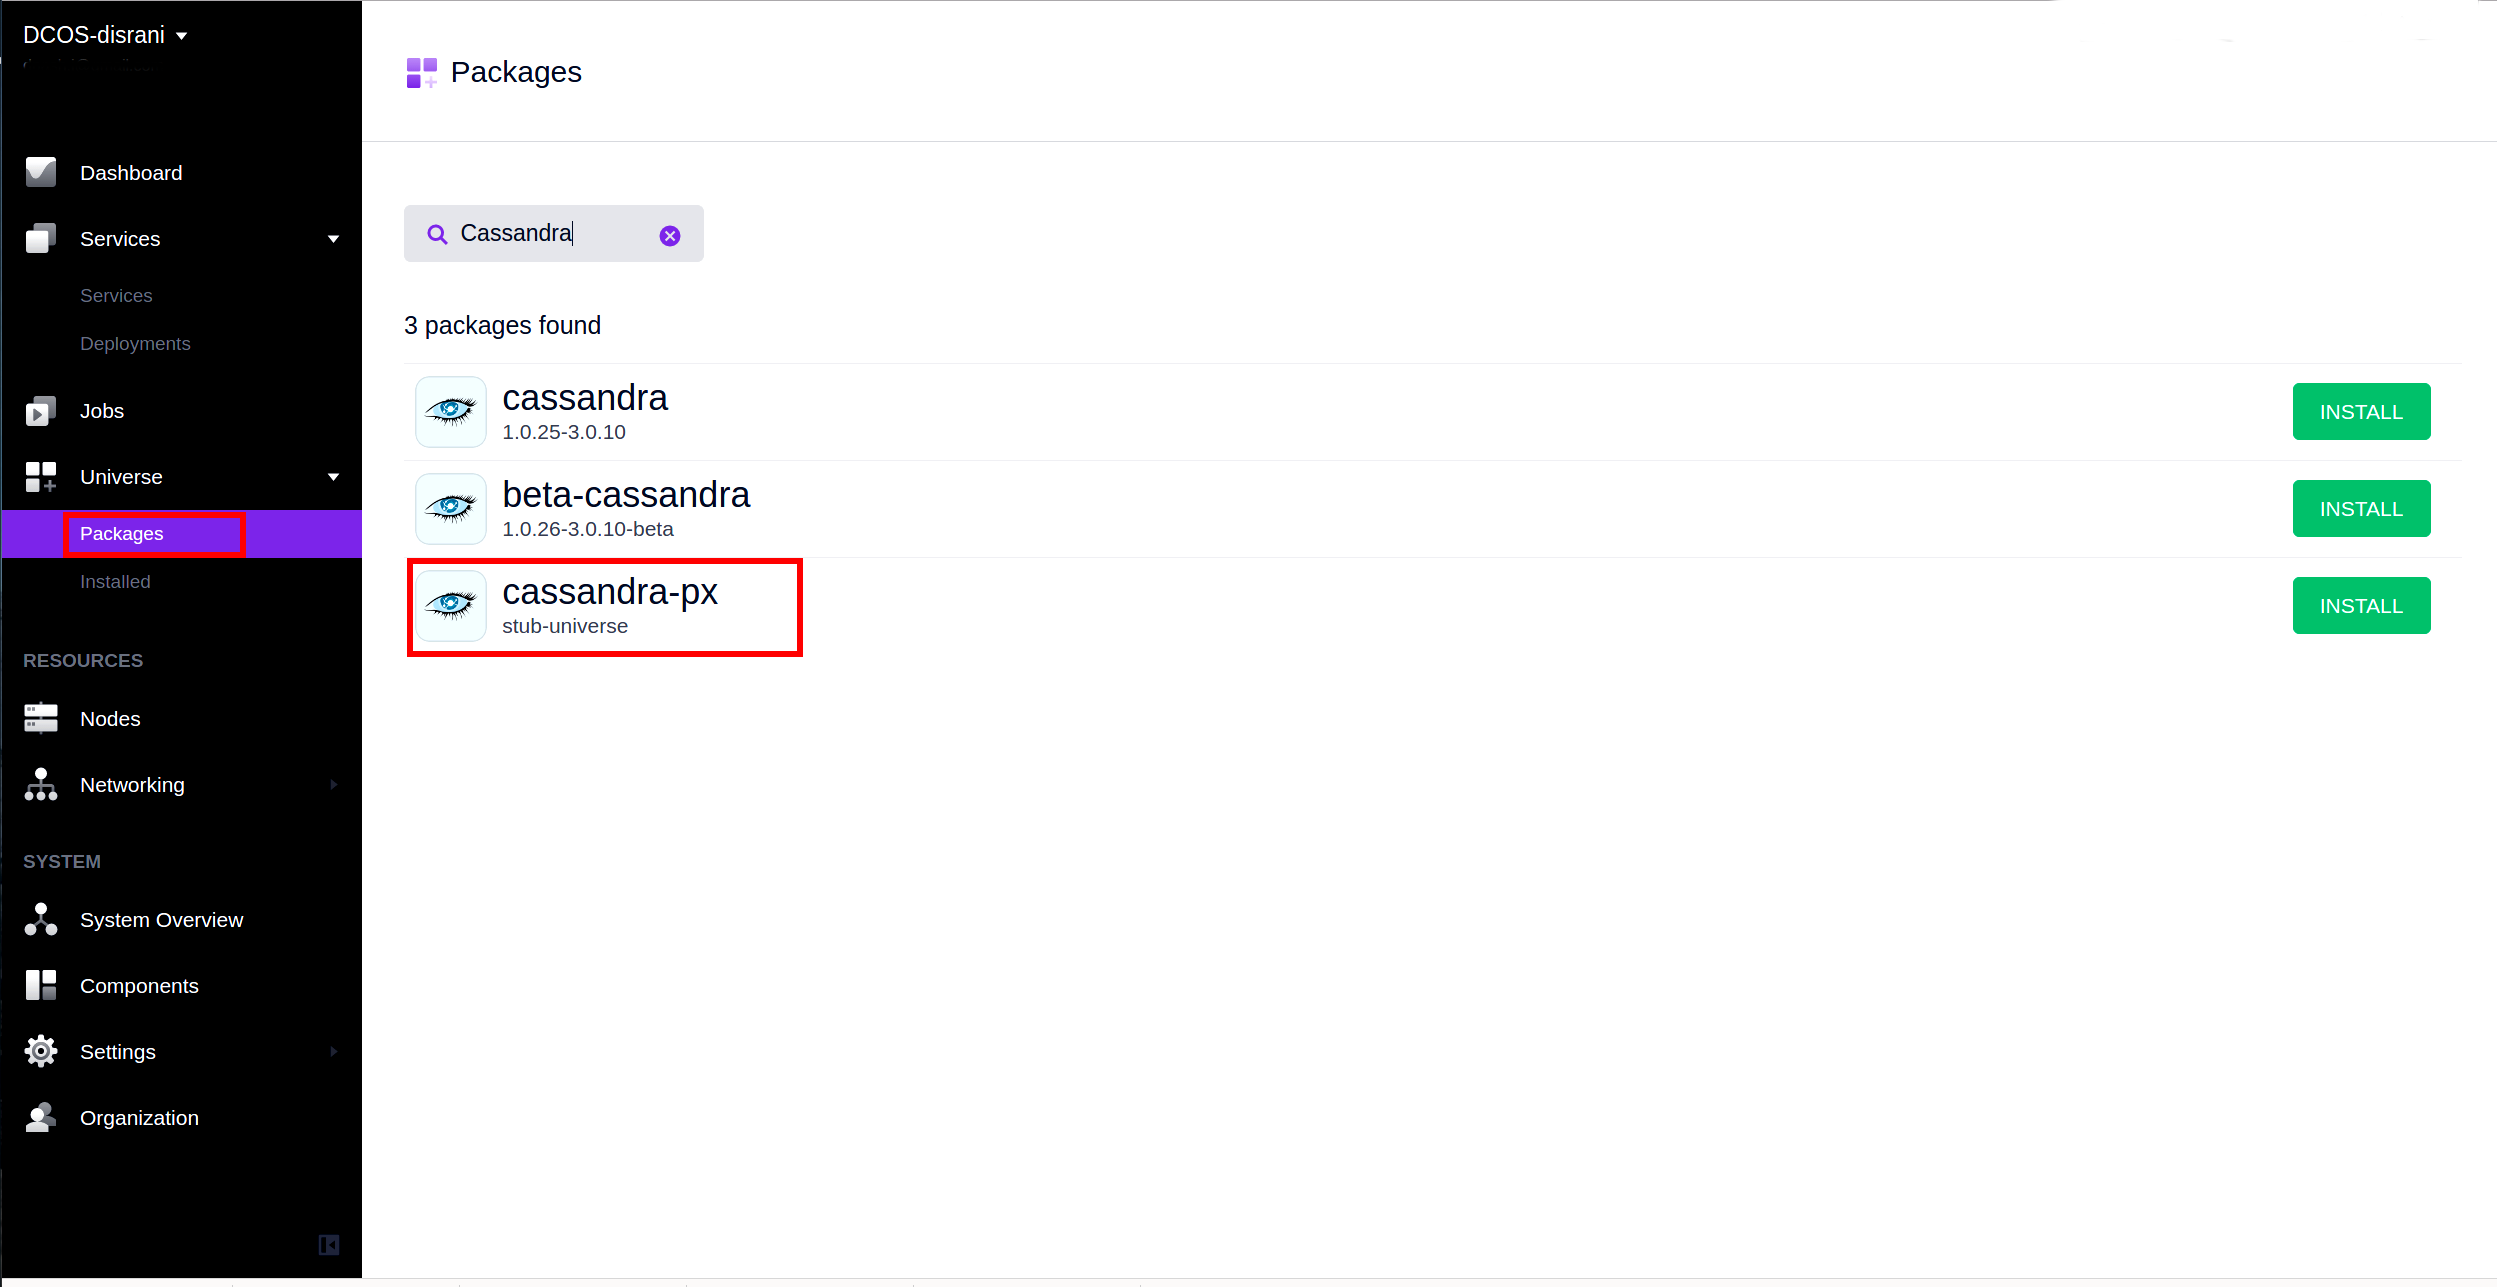 DCOS-disrani
Dashboard
Services
Services
Deployments
Jobs
Universe
Packages
Installed
RESOURCES
Nodes
Networking
SYSTEM
System Overview
Components
Settings
Organization
Packages
Cassandra
3 packages found
cassandra
1.0.25-3.0.10
INSTALL
beta-cassandra
1.0.26-3.0.10-beta
INSTALL
cassandra-px
stub-universe
INSTALL